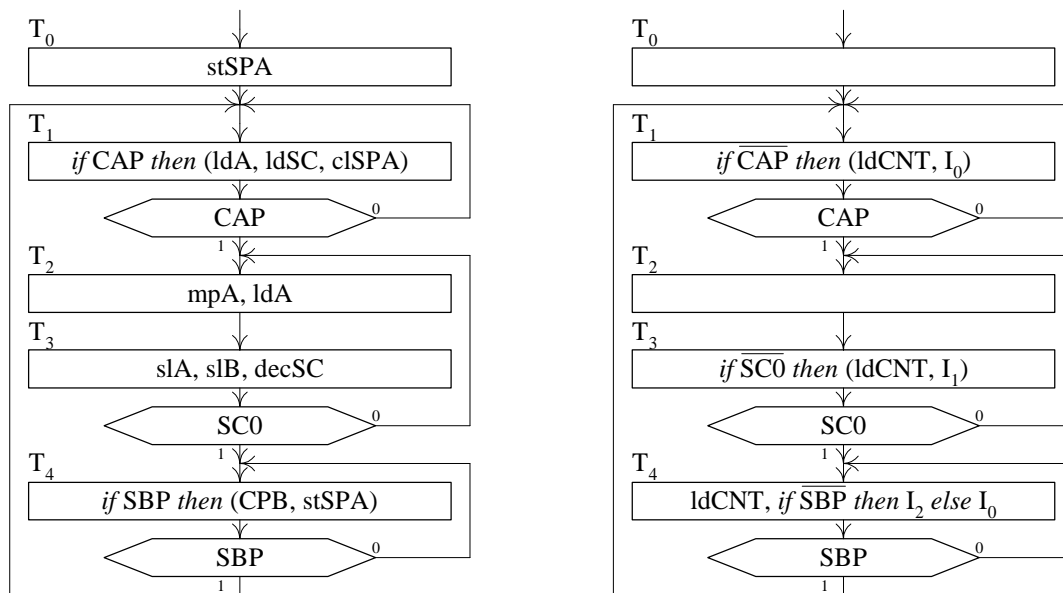 T₀
stSPA
T₁
if CAP then (ldA, ldSC, clSPA)
CAP
0
1
T₂
mpA, ldA
T₃
slA, slB, decSC
SC0
0
1
T₄
if SBP then (CPB, stSPA)
SBP
0
1
T₀
T₁
if C̅A̅P̅ then (ldCNT, I₀)
CAP
0
1
T₂
T₃
if S̅C̅0̅ then (ldCNT, I₁)
SC0
0
1
T₄
ldCNT, if S̅B̅P̅ then I₂ else I₀
SBP
0
1